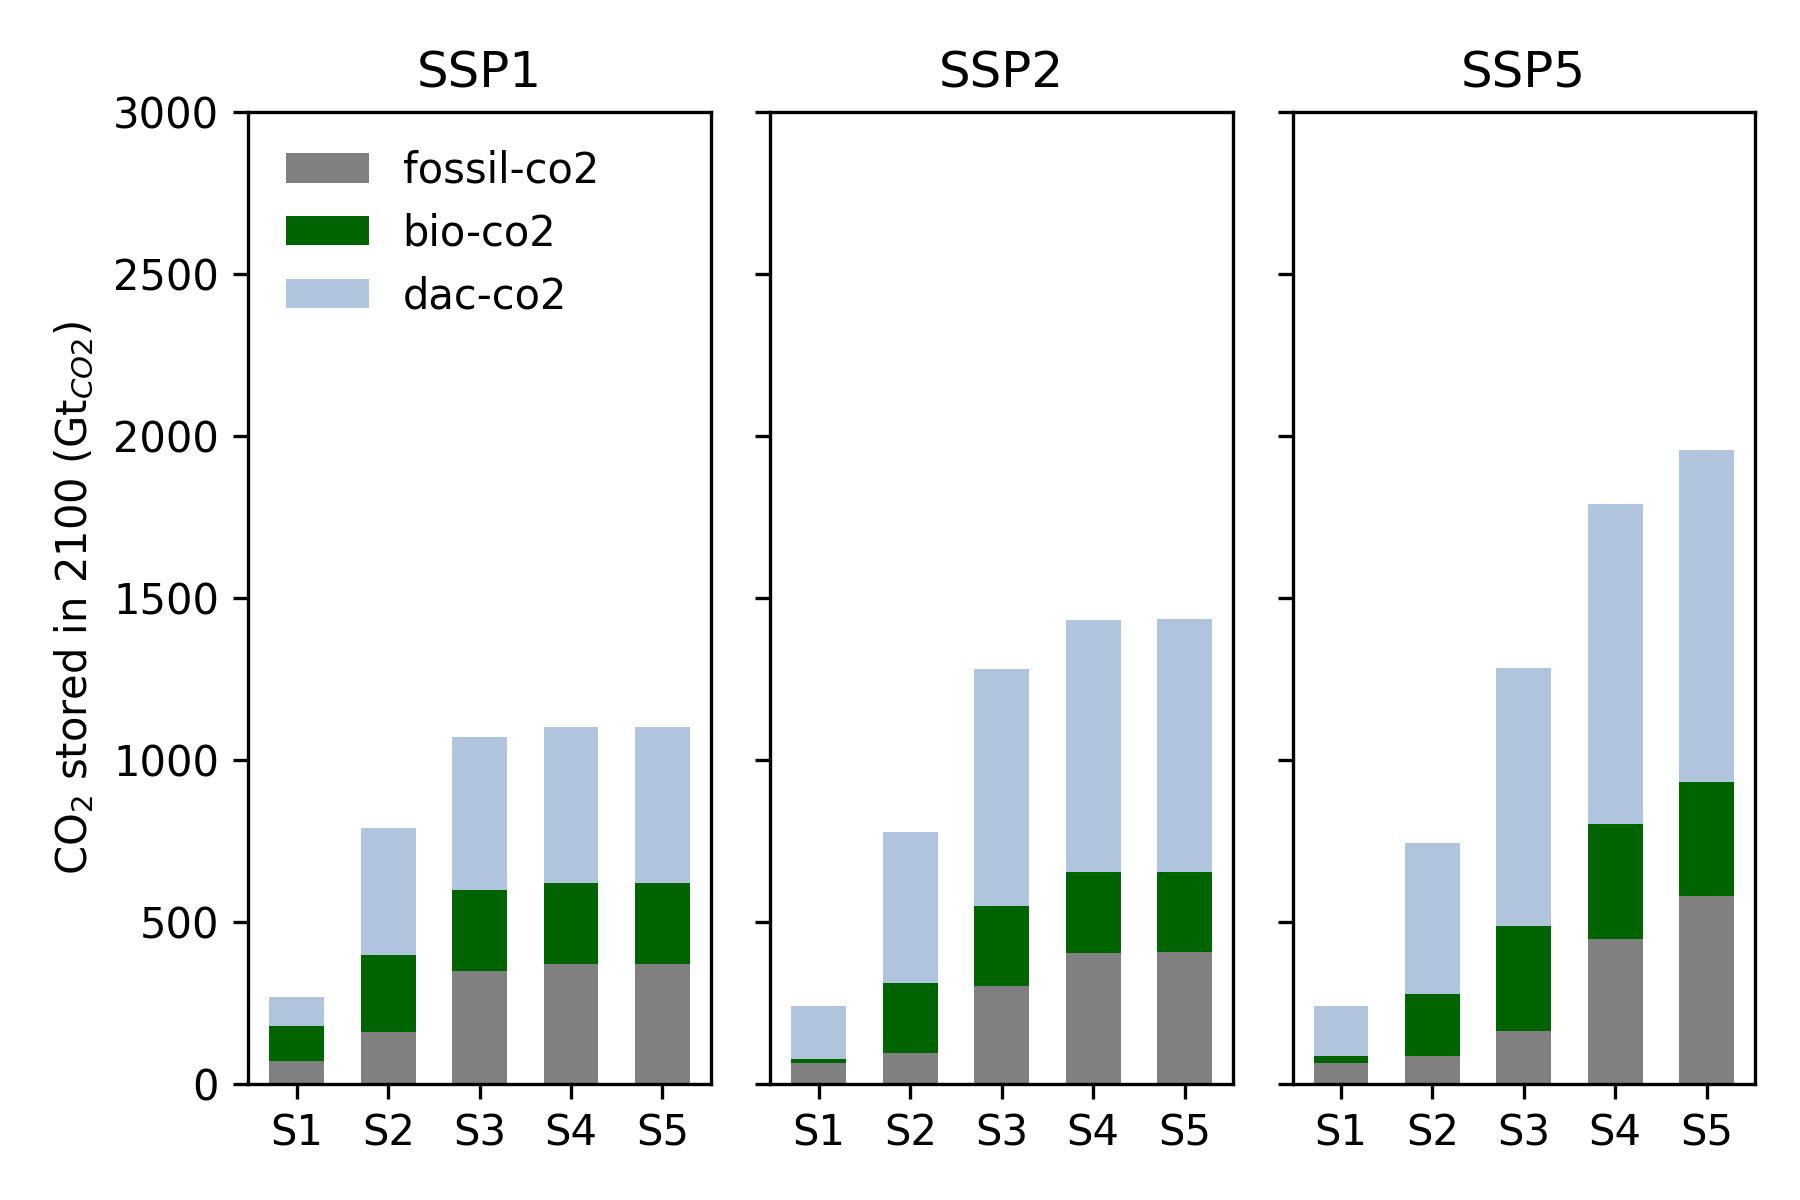 SSP1
SSP2
SSP5
CO₂ stored in 2100 (Gt_CO2)
3000
2500
2000
1500
1000
500
0
fossil-co2
bio-co2
dac-co2
S1 S2 S3 S4 S5
S1 S2 S3 S4 S5
S1 S2 S3 S4 S5